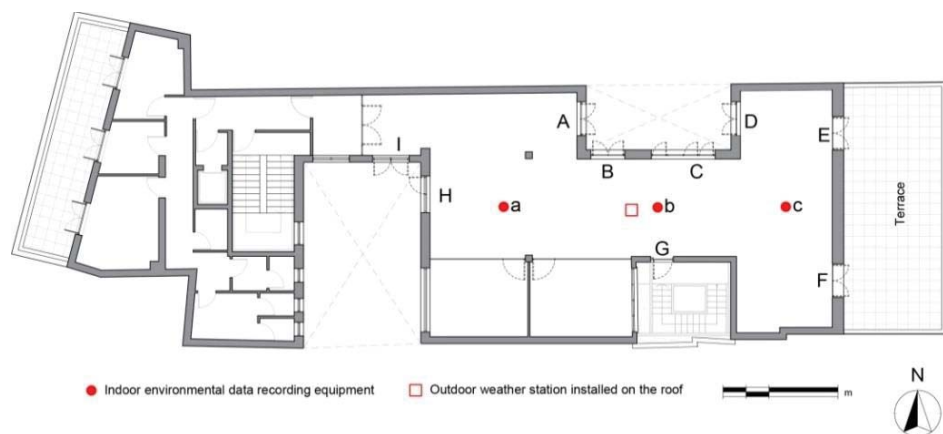 A
D
E
I
B
C
H
a
b
c
Terrace
G
F
Indoor environmental data recording equipment
Outdoor weather station installed on the roof
m
N